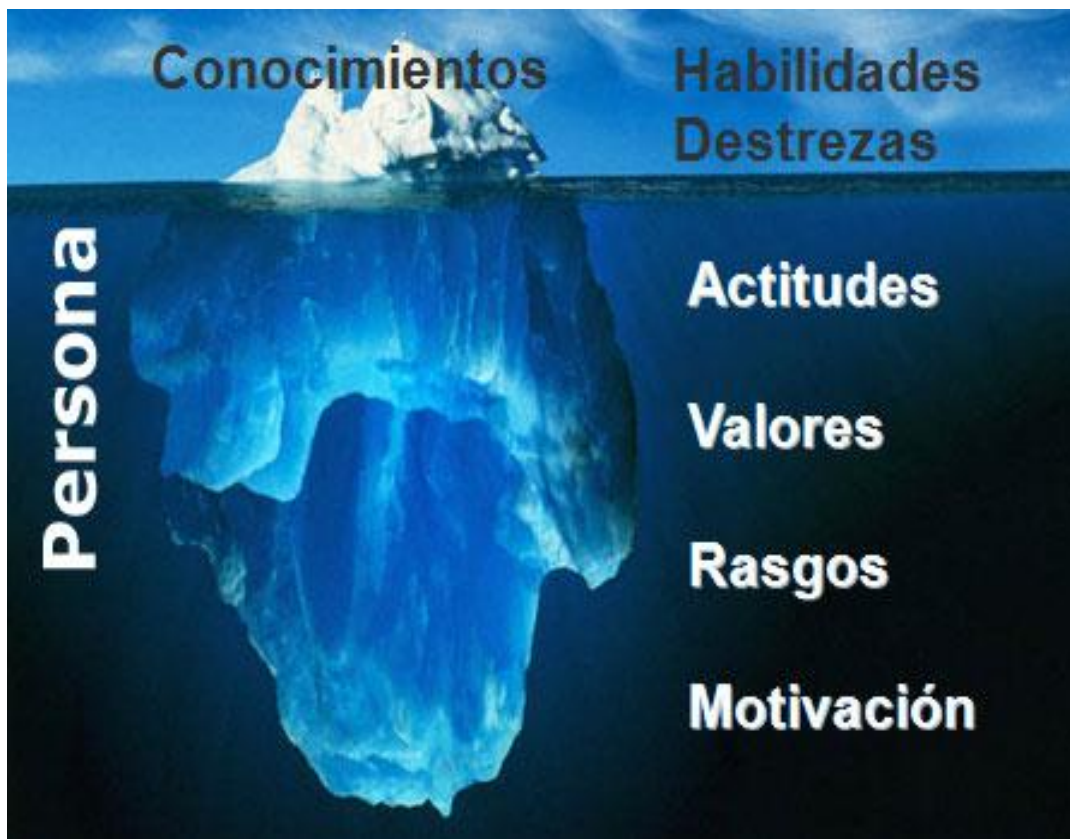 Conocimientos
Habilidades
Destrezas
Persona
Actitudes
Valores
Rasgos
Motivación